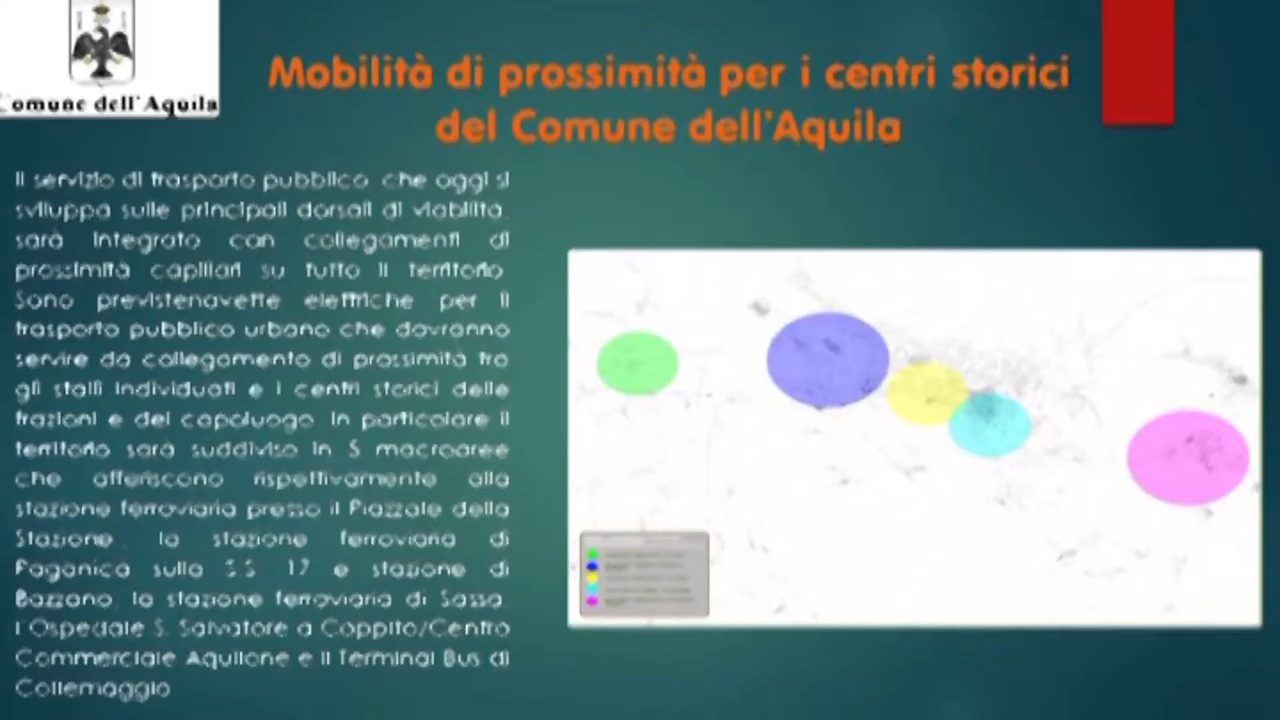 Comune dell'Aquila
Mobilità di prossimità per i centri storici
del Comune dell'Aquila
Il servizio di trasporto pubblico che oggi si
sviluppa sulle principali dorsali di viabilità,
sarà integrato con collegamenti di
prossimità capillari su tutto il territorio.
Sono previstenavette elettriche per il
trasporto pubblico urbano che dovranno
servire da collegamento di prossimità tra
gli stalli individuati e i centri storici delle
frazioni e del capoluogo. In particolare il
territorio sarà suddiviso in 5 macroaree
che afferiscono rispettivamente alla
stazione ferroviaria presso il Piazzale della
Stazione, la stazione ferroviaria di
Paganica sulla S.S. 17 e stazione di
Bazzano, la stazione ferroviaria di Sassa,
l'Ospedale S. Salvatore a Coppito/Centro
Commerciale Aquilone e il Terminal Bus di
Collemaggio